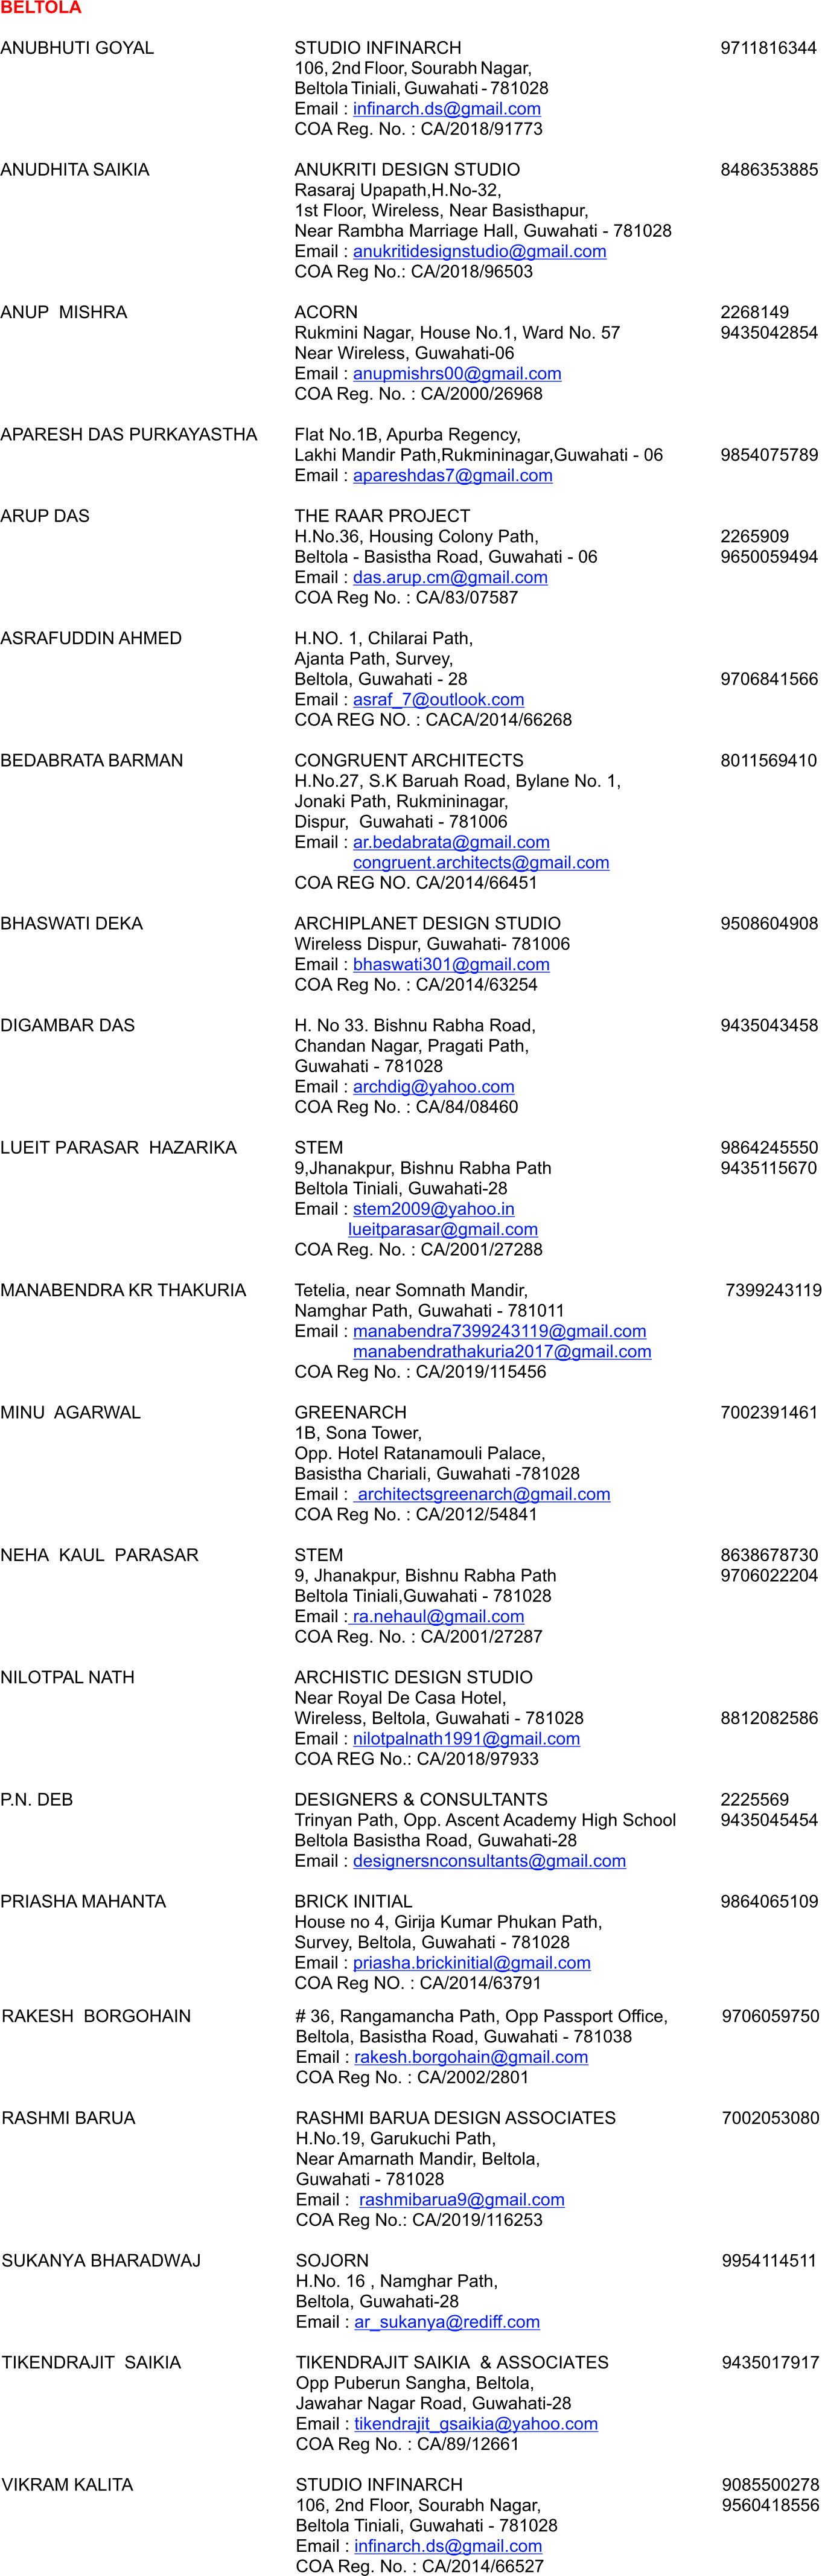 BELTOLA
ANUBHUTI GOYAL STUDIO INFINARCH 9711816344
106, 2nd Floor, Sourabh Nagar,
Beltola Tiniali, Guwahati - 781028
Email : infinarch.ds@gmail.com
COA Reg. No. : CA/2018/91773
ANUDHITA SAIKIA ANUKRITI DESIGN STUDIO 8486353885
Rasaraj Upapath,H.No-32,
1st Floor, Wireless, Near Basisthapur,
Near Rambha Marriage Hall, Guwahati - 781028
Email : anukritidesignstudio@gmail.com
COA Reg No.: CA/2018/96503
ANUP MISHRA ACORN 2268149
Rukmini Nagar, House No.1, Ward No. 57 9435042854
Near Wireless, Guwahati-06
Email : anupmishrs00@gmail.com
COA Reg. No. : CA/2000/26968
APARESH DAS PURKAYASTHA Flat No.1B, Apurba Regency,
Lakhi Mandir Path,Rukmininagar,Guwahati - 06 9854075789
Email : apareshdas7@gmail.com
ARUP DAS THE RAAR PROJECT
H.No.36, Housing Colony Path, 2265909
Beltola - Basistha Road, Guwahati - 06 9650059494
Email : das.arup.cm@gmail.com
COA Reg No. : CA/83/07587
ASRAFUDDIN AHMED H.NO. 1, Chilarai Path,
Ajanta Path, Survey,
Beltola, Guwahati - 28 9706841566
Email : asraf_7@outlook.com
COA REG NO. : CACA/2014/66268
BEDABRATA BARMAN CONGRUENT ARCHITECTS 8011569410
H.No.27, S.K Baruah Road, Bylane No. 1,
Jonaki Path, Rukmininagar,
Dispur, Guwahati - 781006
Email : ar.bedabrata@gmail.com
congruent.architects@gmail.com
COA REG NO. CA/2014/66451
BHASWATI DEKA ARCHIPLANET DESIGN STUDIO 9508604908
Wireless Dispur, Guwahati- 781006
Email : bhaswati301@gmail.com
COA Reg No. : CA/2014/63254
DIGAMBAR DAS H. No 33. Bishnu Rabha Road, 9435043458
Chandan Nagar, Pragati Path,
Guwahati - 781028
Email : archdig@yahoo.com
COA Reg No. : CA/84/08460
LUEIT PARASAR HAZARIKA STEM 9864245550
9,Jhanakpur, Bishnu Rabha Path 9435115670
Beltola Tiniali, Guwahati-28
Email : stem2009@yahoo.in
lueitparasar@gmail.com
COA Reg. No. : CA/2001/27288
MANABENDRA KR THAKURIA Tetelia, near Somnath Mandir, 7399243119
Namghar Path, Guwahati - 781011
Email : manabendra7399243119@gmail.com
manabendrathakuria2017@gmail.com
COA Reg No. : CA/2019/115456
MINU AGARWAL GREENARCH 7002391461
1B, Sona Tower,
Opp. Hotel Ratanamouli Palace,
Basistha Chariali, Guwahati -781028
Email : architectsgreenarch@gmail.com
COA Reg No. : CA/2012/54841
NEHA KAUL PARASAR STEM 8638678730
9, Jhanakpur, Bishnu Rabha Path 9706022204
Beltola Tiniali,Guwahati - 781028
Email : ra.nehaul@gmail.com
COA Reg. No. : CA/2001/27287
NILOTPAL NATH ARCHISTIC DESIGN STUDIO
Near Royal De Casa Hotel,
Wireless, Beltola, Guwahati - 781028 8812082586
Email : nilotpalnath1991@gmail.com
COA REG No.: CA/2018/97933
P.N. DEB DESIGNERS & CONSULTANTS 2225569
Trinyan Path, Opp. Ascent Academy High School 9435045454
Beltola Basistha Road, Guwahati-28
Email : designersnconsultants@gmail.com
PRIASHA MAHANTA BRICK INITIAL 9864065109
House no 4, Girija Kumar Phukan Path,
Survey, Beltola, Guwahati - 781028
Email : priasha.brickinitial@gmail.com
COA Reg NO. : CA/2014/63791
RAKESH BORGOHAIN # 36, Rangamancha Path, Opp Passport Office, 9706059750
Beltola, Basistha Road, Guwahati - 781038
Email : rakesh.borgohain@gmail.com
COA Reg No. : CA/2002/2801
RASHMI BARUA RASHMI BARUA DESIGN ASSOCIATES 7002053080
H.No.19, Garukuchi Path,
Near Amarnath Mandir, Beltola,
Guwahati - 781028
Email : rashmibarua9@gmail.com
COA Reg No.: CA/2019/116253
SUKANYA BHARADWAJ SOJORN 9954114511
H.No. 16 , Namghar Path,
Beltola, Guwahati-28
Email : ar_sukanya@rediff.com
TIKENDRAJIT SAIKIA TIKENDRAJIT SAIKIA & ASSOCIATES 9435017917
Opp Puberun Sangha, Beltola,
Jawahar Nagar Road, Guwahati-28
Email : tikendrajit_gsaikia@yahoo.com
COA Reg No. : CA/89/12661
VIKRAM KALITA STUDIO INFINARCH 9085500278
106, 2nd Floor, Sourabh Nagar, 9560418556
Beltola Tiniali, Guwahati - 781028
Email : infinarch.ds@gmail.com
COA Reg. No. : CA/2014/66527